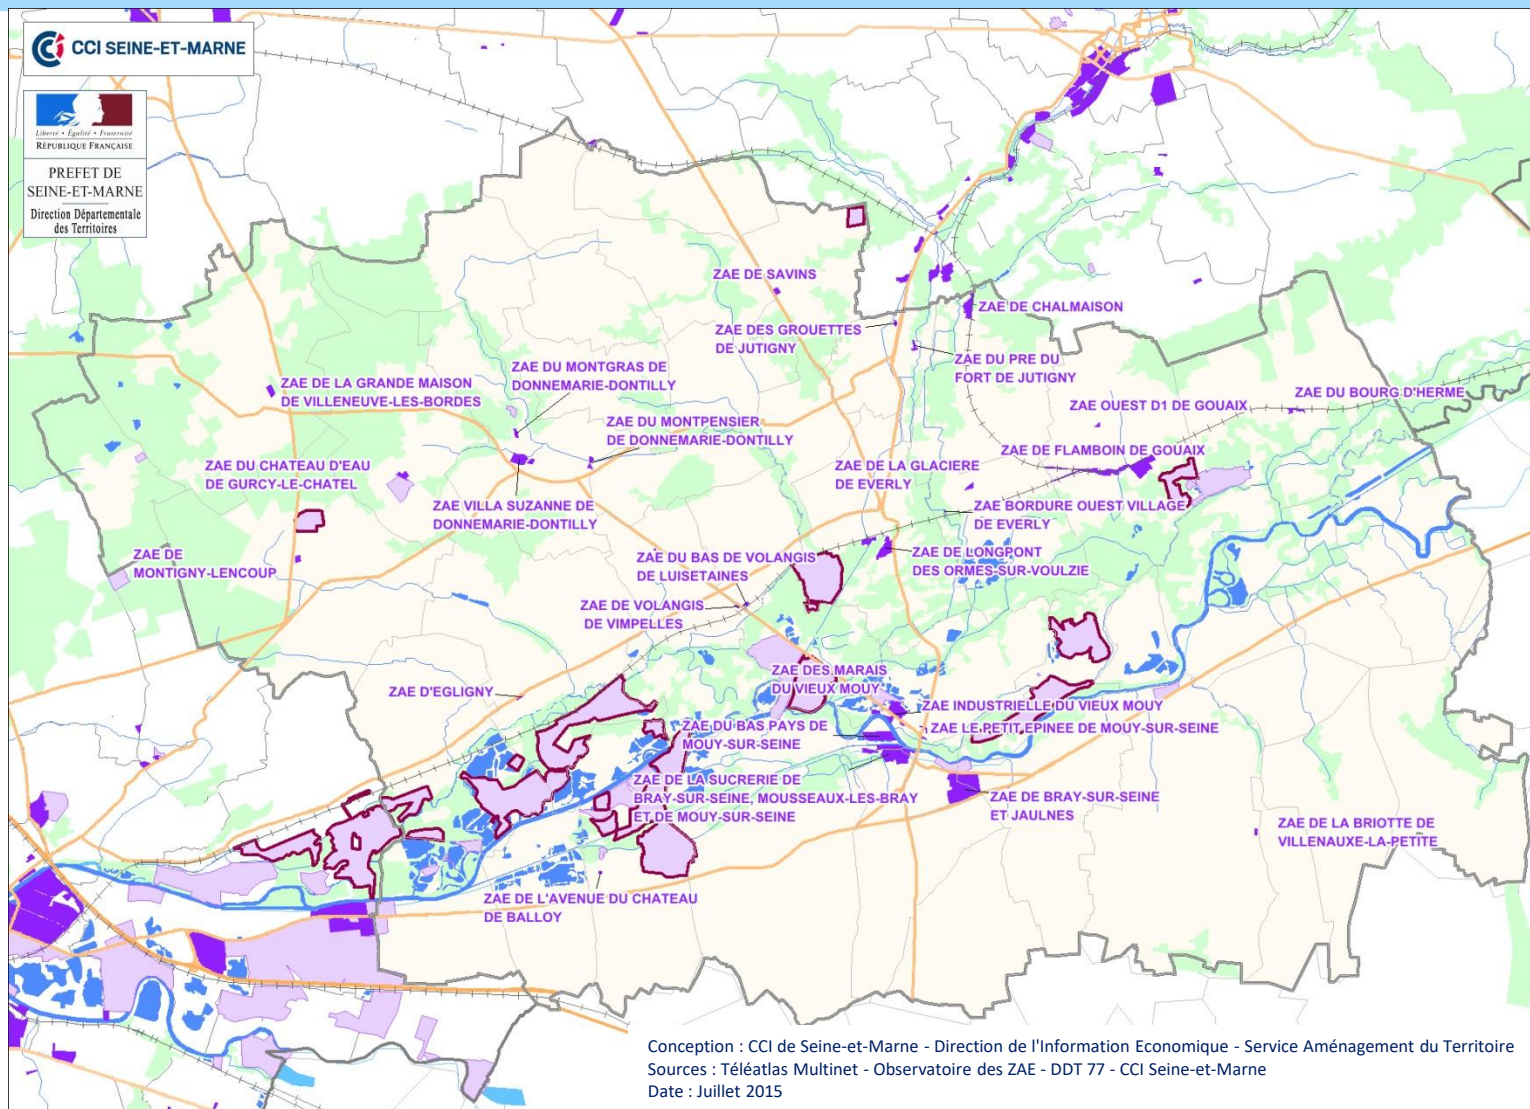 CCI SEINE-ET-MARNE
Liberté • Égalité • Fraternité
RÉPUBLIQUE FRANÇAISE
PREFET DE
SEINE-ET-MARNE
Direction Départementale
des Territoires
ZAE DE SAVINS
ZAE DE CHALMAISON
ZAE DES GROUETTES
DE JUTIGNY
ZAE DU PRE DU
FORT DE JUTIGNY
ZAE DU MONTGRAS DE
DONNEMARIE-DONTILLY
ZAE DE LA GRANDE MAISON
DE VILLENEUVE-LES-BORDES
ZAE DU BOURG D'HERME
ZAE OUEST D1 DE GOUAIX
ZAE DU MONTPENSIER
DE DONNEMARIE-DONTILLY
ZAE DE FLAMBOIN DE GOUAIX
ZAE DU CHATEAU D'EAU
DE GURCY-LE-CHATEL
ZAE DE LA GLACIERE
DE EVERLY
ZAE VILLA SUZANNE DE
DONNEMARIE-DONTILLY
ZAE BORDURE OUEST VILLAGE
DE EVERLY
ZAE DE
MONTIGNY-LENCOUP
ZAE DU BAS DE VOLANGIS
DE LUISETAINES
ZAE DE LONGPONT
DES ORMES-SUR-VOULZIE
ZAE DE VOLANGIS
DE VIMPELLES
ZAE DES MARAIS
DU VIEUX MOUY
ZAE D'EGLIGNY
ZAE INDUSTRIELLE DU VIEUX MOUY
ZAE LE PETIT EPINEE DE MOUY-SUR-SEINE
ZAE DU BAS PAYS DE
MOUY-SUR-SEINE
ZAE DE LA SUCRERIE DE
BRAY-SUR-SEINE, MOUSSEAUX-LES-BRAY
ET DE MOUY-SUR-SEINE
ZAE DE BRAY-SUR-SEINE
ET JAULNES
ZAE DE LA BRIOTTE DE
VILLENAUXE-LA-PETITE
ZAE DE L'AVENUE DU CHATEAU
DE BALLOY
Conception : CCI de Seine-et-Marne - Direction de l'Information Economique - Service Aménagement du Territoire
Sources : Téléatlas Multinet - Observatoire des ZAE - DDT 77 - CCI Seine-et-Marne
Date : Juillet 2015